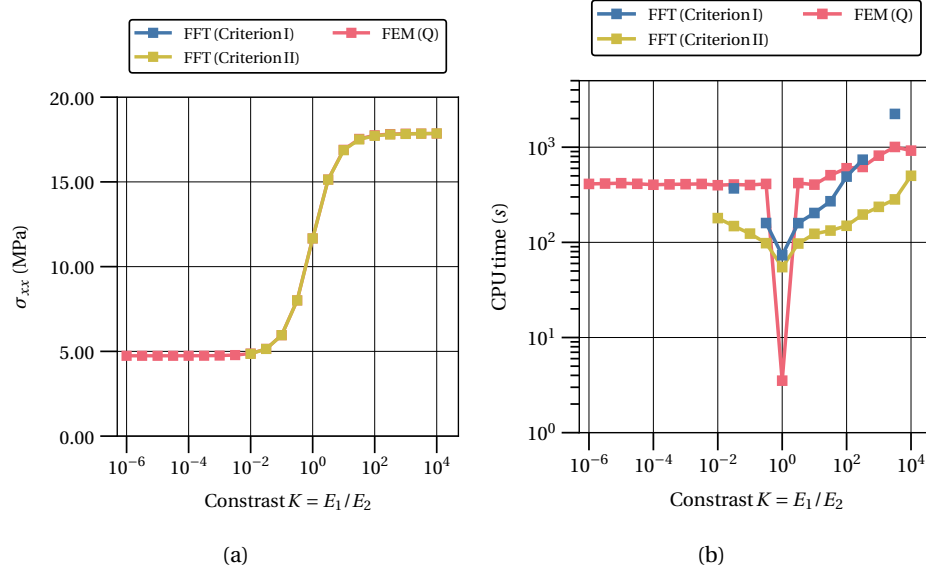 FFT (Criterion I) FEM (Q)
FFT (Criterion II)
20.00
15.00
10.00
5.00
0.00
σxx (MPa)
10⁻⁶ 10⁻⁴ 10⁻² 10⁰ 10² 10⁴
Constrast K = E₁/E₂
(a)
FFT (Criterion I) FEM (Q)
FFT (Criterion II)
10³
10²
10¹
10⁰
CPU time (s)
10⁻⁶ 10⁻⁴ 10⁻² 10⁰ 10² 10⁴
Constrast K = E₁/E₂
(b)